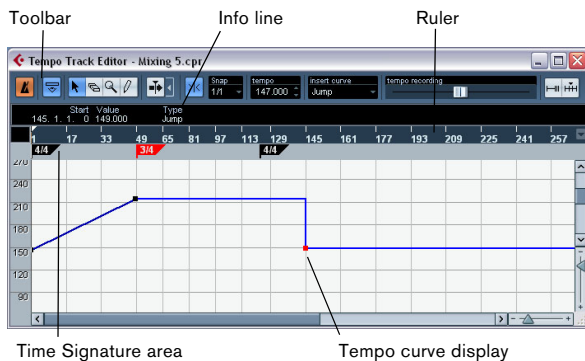 Toolbar Info line Ruler
Tempo Track Editor - Mixing 5.cpr
Snap tempo insert curve tempo recording
1/1 147.000 Jump
Start Value Type
145. 1. 1. 0 149.000 Jump
1 17 33 49 65 81 97 113 129 145 161 177 193 209 225 241 257
4/4 3/4 4/4
270
240
210
180
150
120
90
Time Signature area Tempo curve display